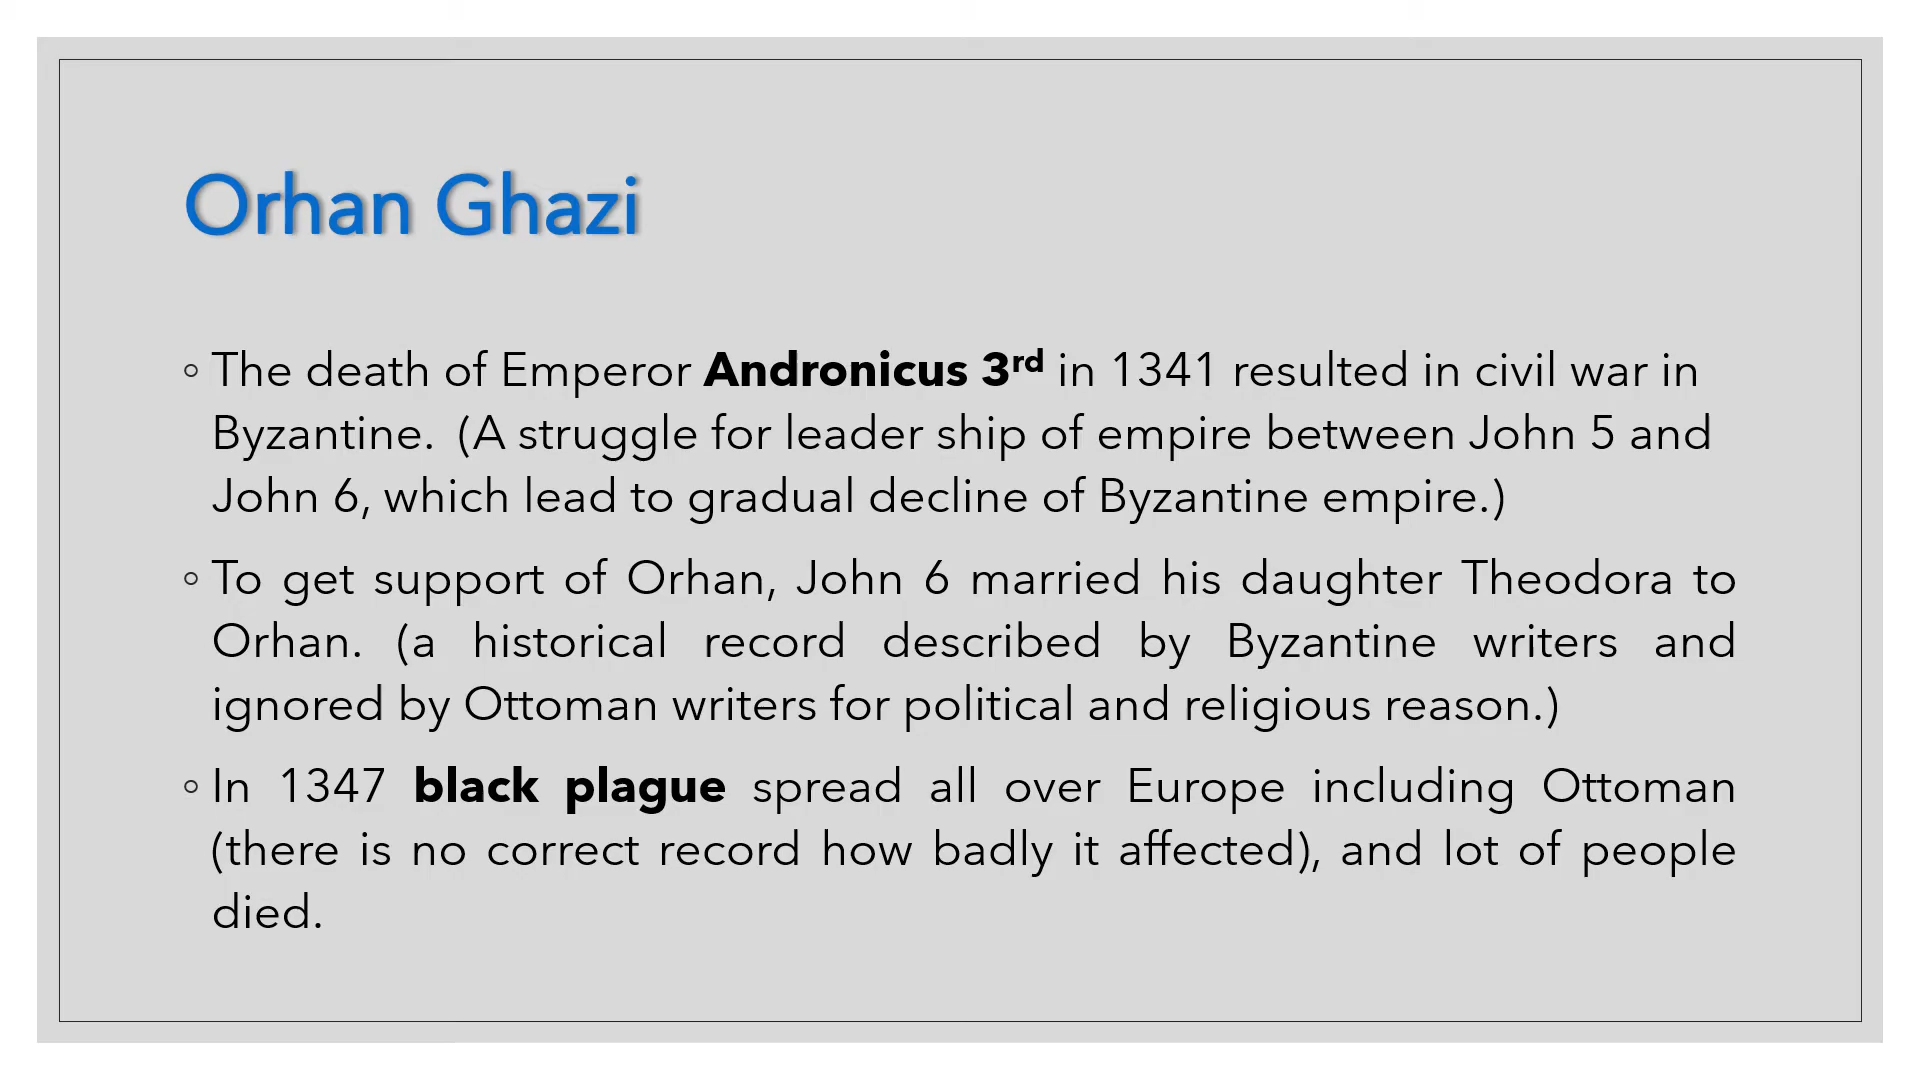 Orhan Ghazi
◦ The death of Emperor Andronicus 3rd in 1341 resulted in civil war in
Byzantine. (A struggle for leader ship of empire between John 5 and
John 6, which lead to gradual decline of Byzantine empire.)
◦ To get support of Orhan, John 6 married his daughter Theodora to
Orhan. (a historical record described by Byzantine writers and
ignored by Ottoman writers for political and religious reason.)
◦ In 1347 black plague spread all over Europe including Ottoman
(there is no correct record how badly it affected), and lot of people
died.